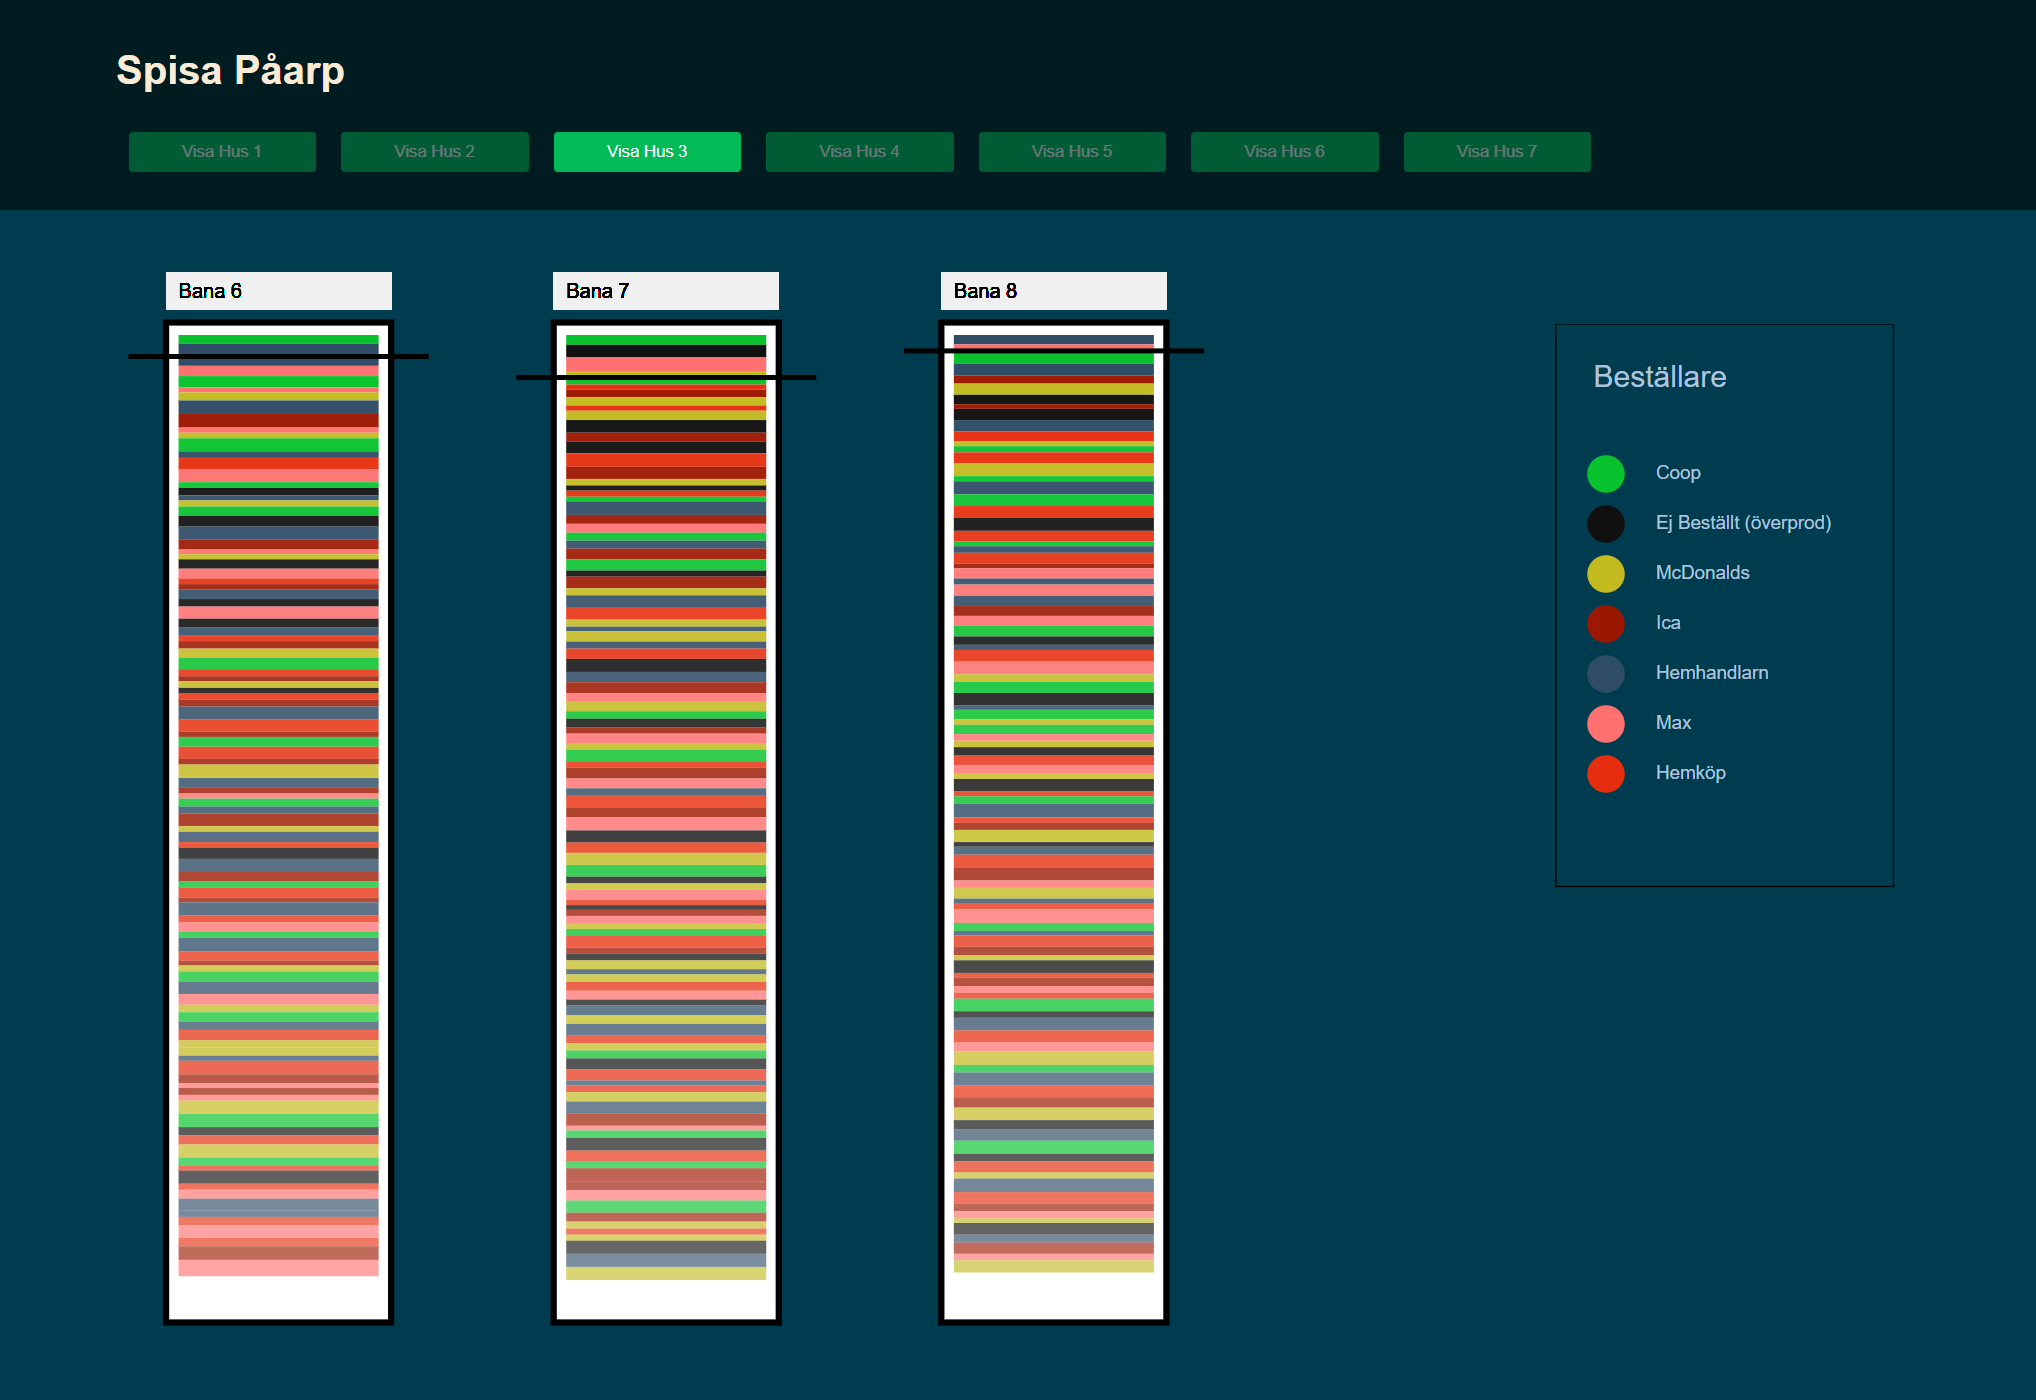 Spisa Påarp
Visa Hus 1
Visa Hus 2
Visa Hus 3
Visa Hus 4
Visa Hus 5
Visa Hus 6
Visa Hus 7
Bana 6
Bana 7
Bana 8
Beställare
Coop
Ej Beställt (överprod)
McDonalds
Ica
Hemhandlarn
Max
Hemköp